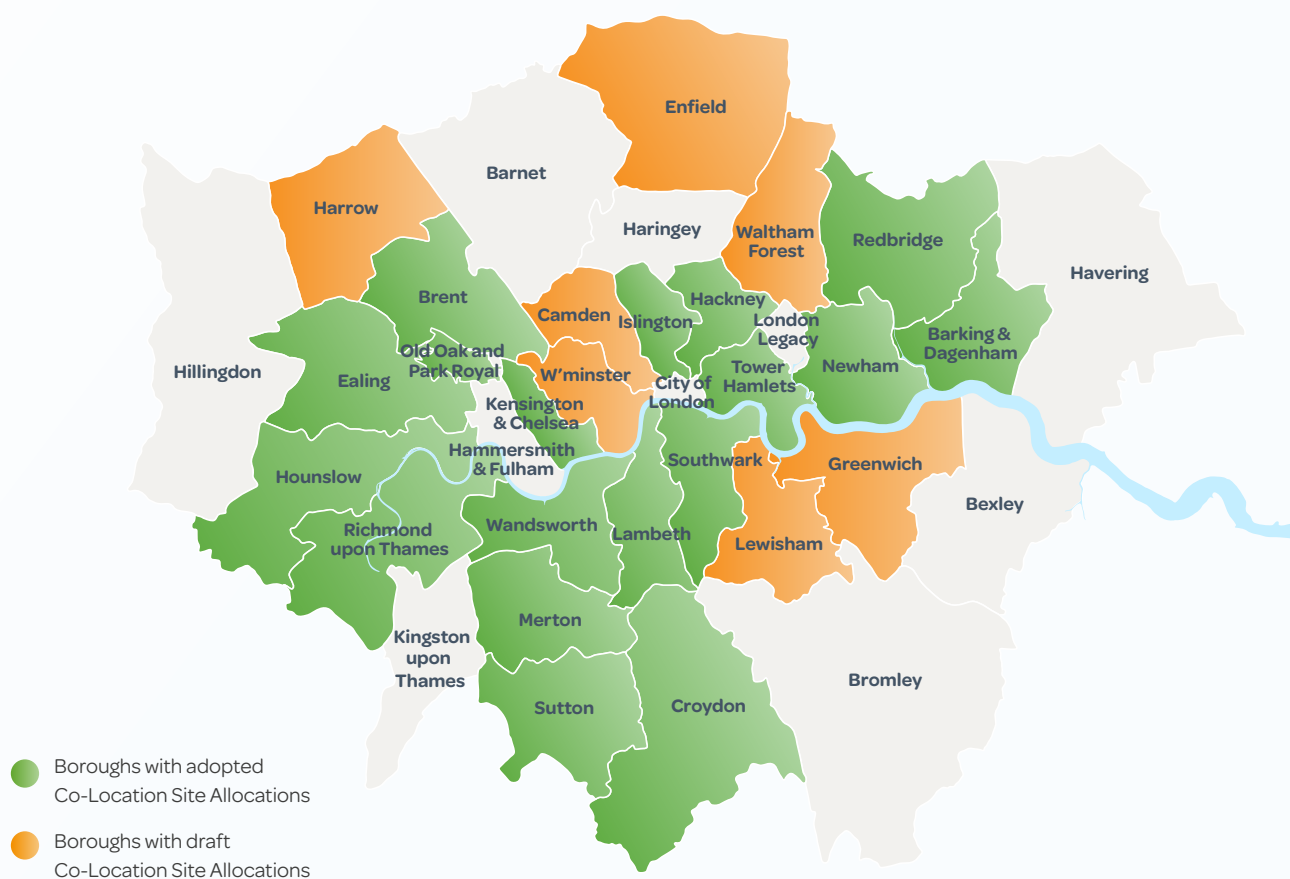 Enfield
Barnet
Harrow
Haringey
Waltham
Forest
Redbridge
Havering
Brent
Hackney
Camden
Islington
London
Legacy
Barking &
Dagenham
Old Oak and
Park Royal
Hillingdon
Ealing
W'minster
City of
London
Tower
Hamlets
Newham
Kensington
& Chelsea
Hammersmith
& Fulham
Southwark
Greenwich
Hounslow
Bexley
Richmond
upon Thames
Wandsworth
Lambeth
Lewisham
Merton
Kingston
upon
Thames
Bromley
Sutton
Croydon
Boroughs with adopted
Co-Location Site Allocations
Boroughs with draft
Co-Location Site Allocations